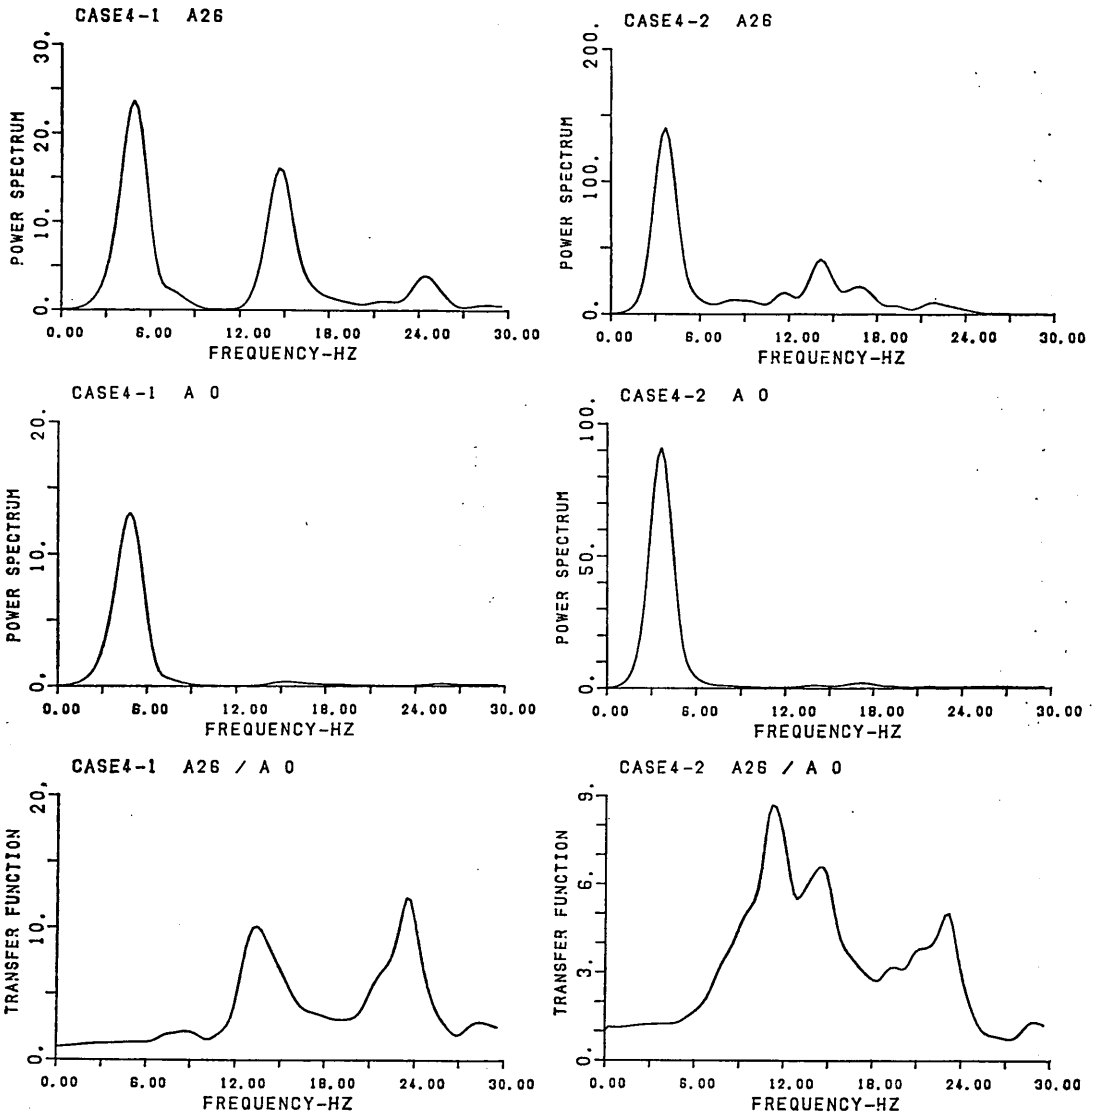 CASE4-1 A26
POWER SPECTRUM
30.
20.
10.
0.
0.00 6.00 12.00 18.00 24.00 30.00
FREQUENCY-HZ
CASE4-2 A26
POWER SPECTRUM
200.
100.
0.
0.00 6.00 12.00 18.00 24.00 30.00
FREQUENCY-HZ
CASE4-1 A 0
POWER SPECTRUM
20.
10.
0.
0.00 6.00 12.00 18.00 24.00 30.00
FREQUENCY-HZ
CASE4-2 A 0
POWER SPECTRUM
100.
50.
0.
0.00 6.00 12.00 18.00 24.00 30.00
FREQUENCY-HZ
CASE4-1 A26 / A 0
TRANSFER FUNCTION
20.
10.
0.
0.00 6.00 12.00 18.00 24.00 30.00
FREQUENCY-HZ
CASE4-2 A26 / A 0
TRANSFER FUNCTION
9.
6.
3.
0.
0.00 6.00 12.00 18.00 24.00 30.00
FREQUENCY-HZ